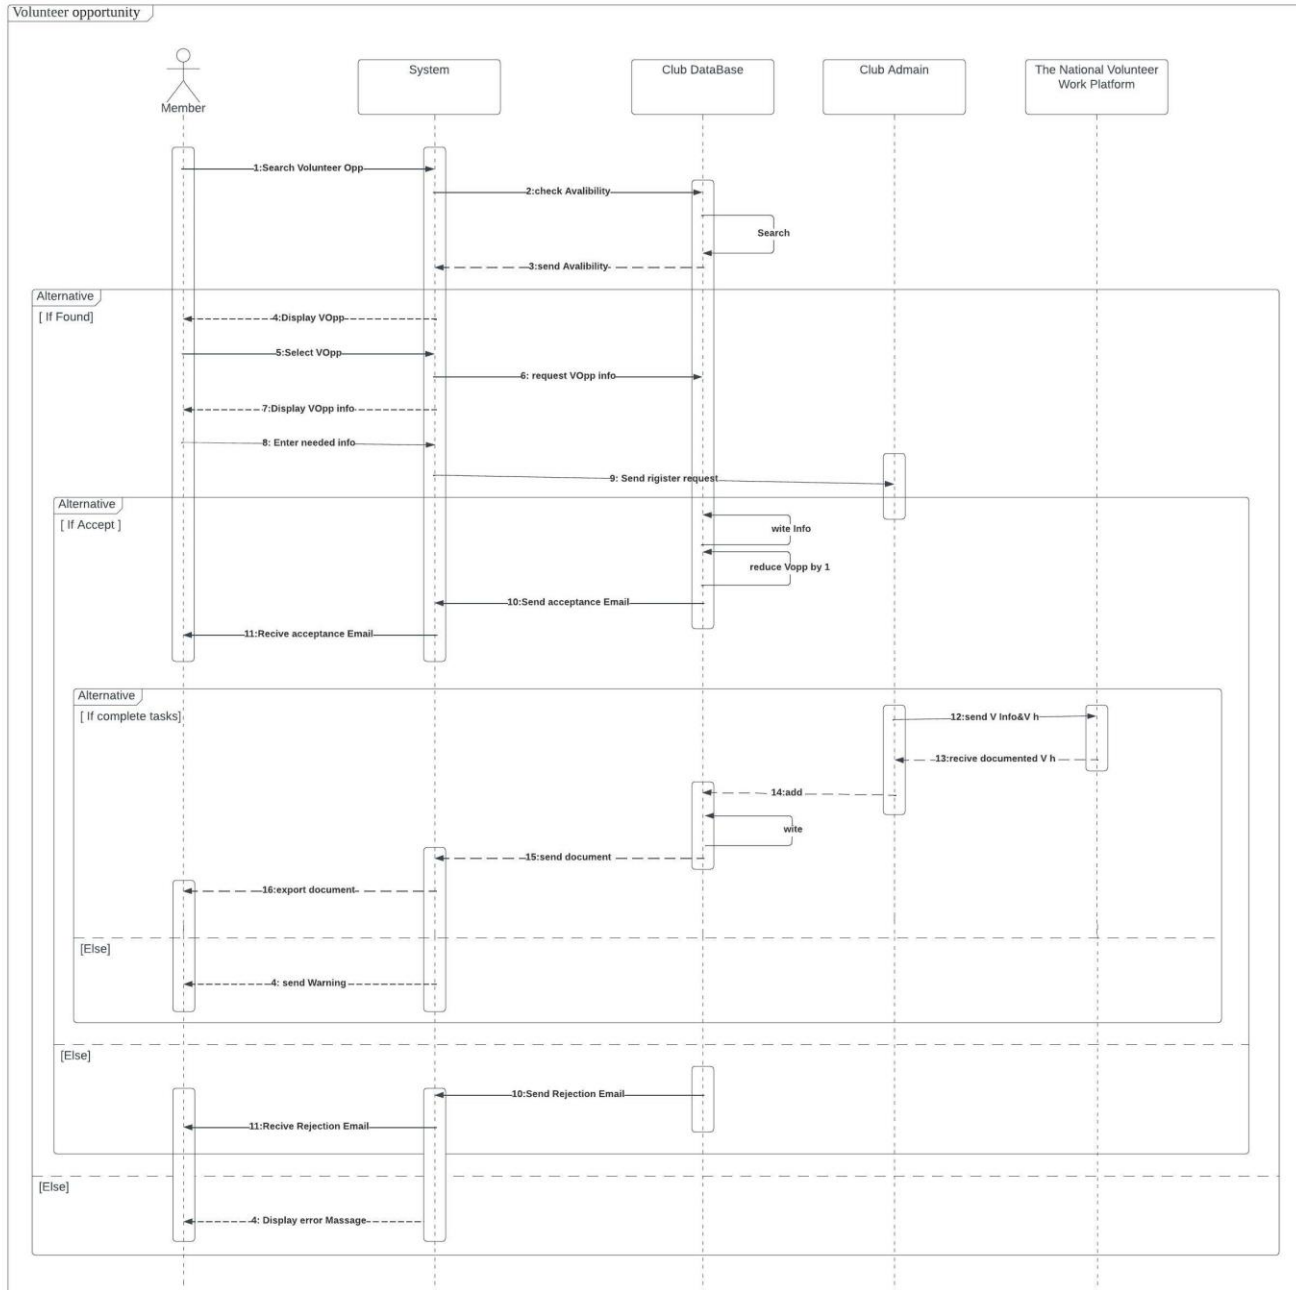 Volunteer opportunity
Member
System
Club DataBase
Club Admain
The National Volunteer
Work Platform
1:Search Volunteer Opp
2:check Avalibility
Search
3:send Avalibility
Alternative
[ If Found]
4:Display VOpp
5:Select VOpp
6: request VOpp info
7:Display VOpp info
8: Enter needed info
9: Send rigister request
Alternative
[ If Accept ]
wite Info
reduce Vopp by 1
10:Send acceptance Email
11:Recive acceptance Email
Alternative
[ If complete tasks]
12:send V Info&V h
13:recive documented V h
14:add
wite
15:send document
16:export document
[Else]
4: send Warning
[Else]
10:Send Rejection Email
11:Recive Rejection Email
[Else]
4: Display error Massage